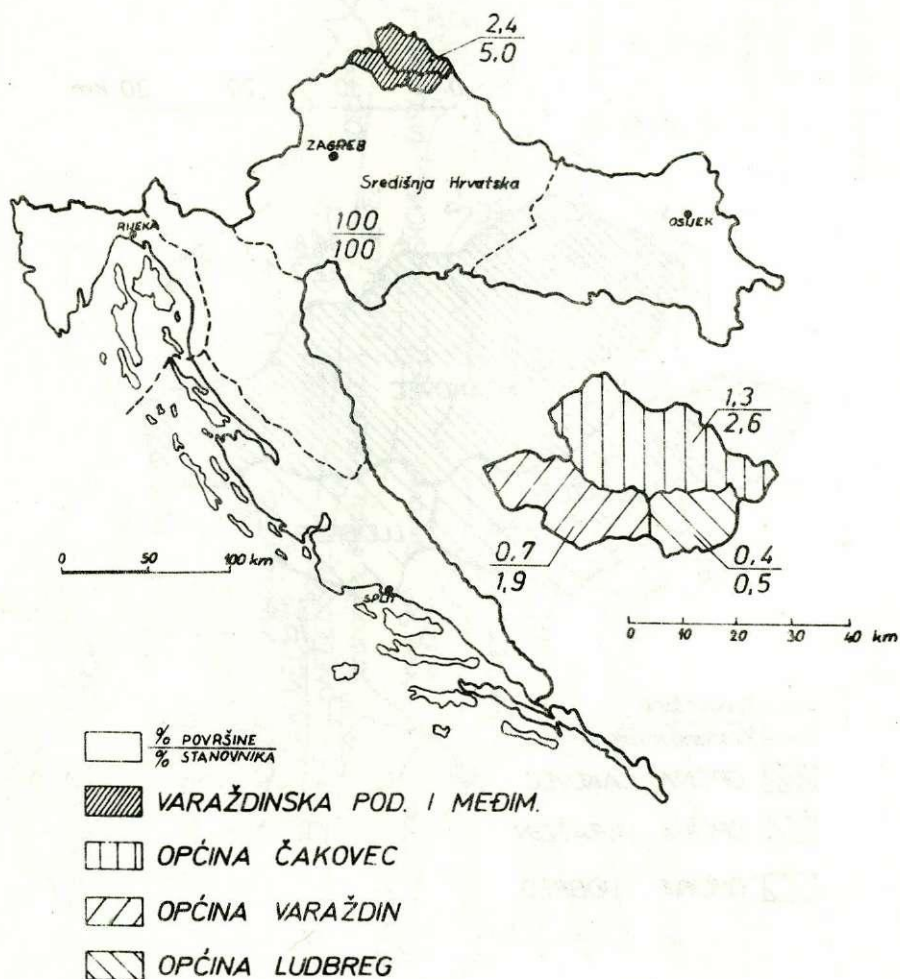 2,4
5,0
ZAGREB
Središnja Hrvatska
100
100
OSIJEK
RIJEKA
1,3
2,6
0,7
1,9
0,4
0,5
0 50 100 km
SPLIT
0 10 20 30 40 km
% POVRŠINE
% STANOVNIKA
VARAŽDINSKA POD. I MEĐIM.
OPĆINA ČAKOVEC
OPĆINA VARAŽDIN
OPĆINA LUDBREG